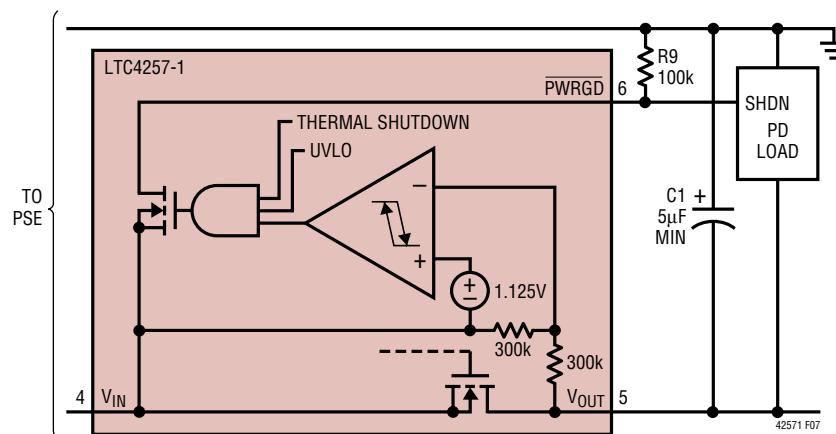 LTC4257-1
R9
100k
PWRGD
6
SHDN
PD
LOAD
THERMAL SHUTDOWN
UVLO
TO
PSE
C1
+
5µF
MIN
–
+
+
–
1.125V
300k
300k
4
VIN
VOUT
5
42571 F07